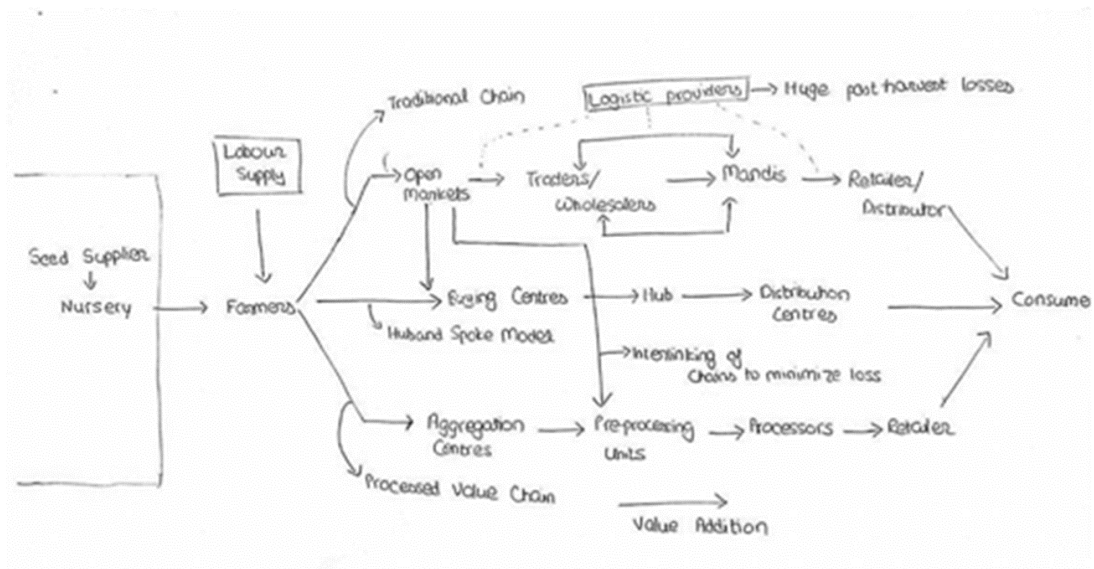 Traditional Chain
Logistic providers
Huge post harvest losses
Labour
Supply
Open
Markets
Traders/
Wholesalers
Mandis
Retailer/
Distributor
Seed Supplier
Nursery
Farmers
Buying Centres
Hub
Distribution
Centres
Consume
Hub and Spoke Model
Interlinking of
Chains to minimize loss
Aggregation
Centres
Pre-processing
Units
Processors
Retailer
Processed Value Chain
Value Addition